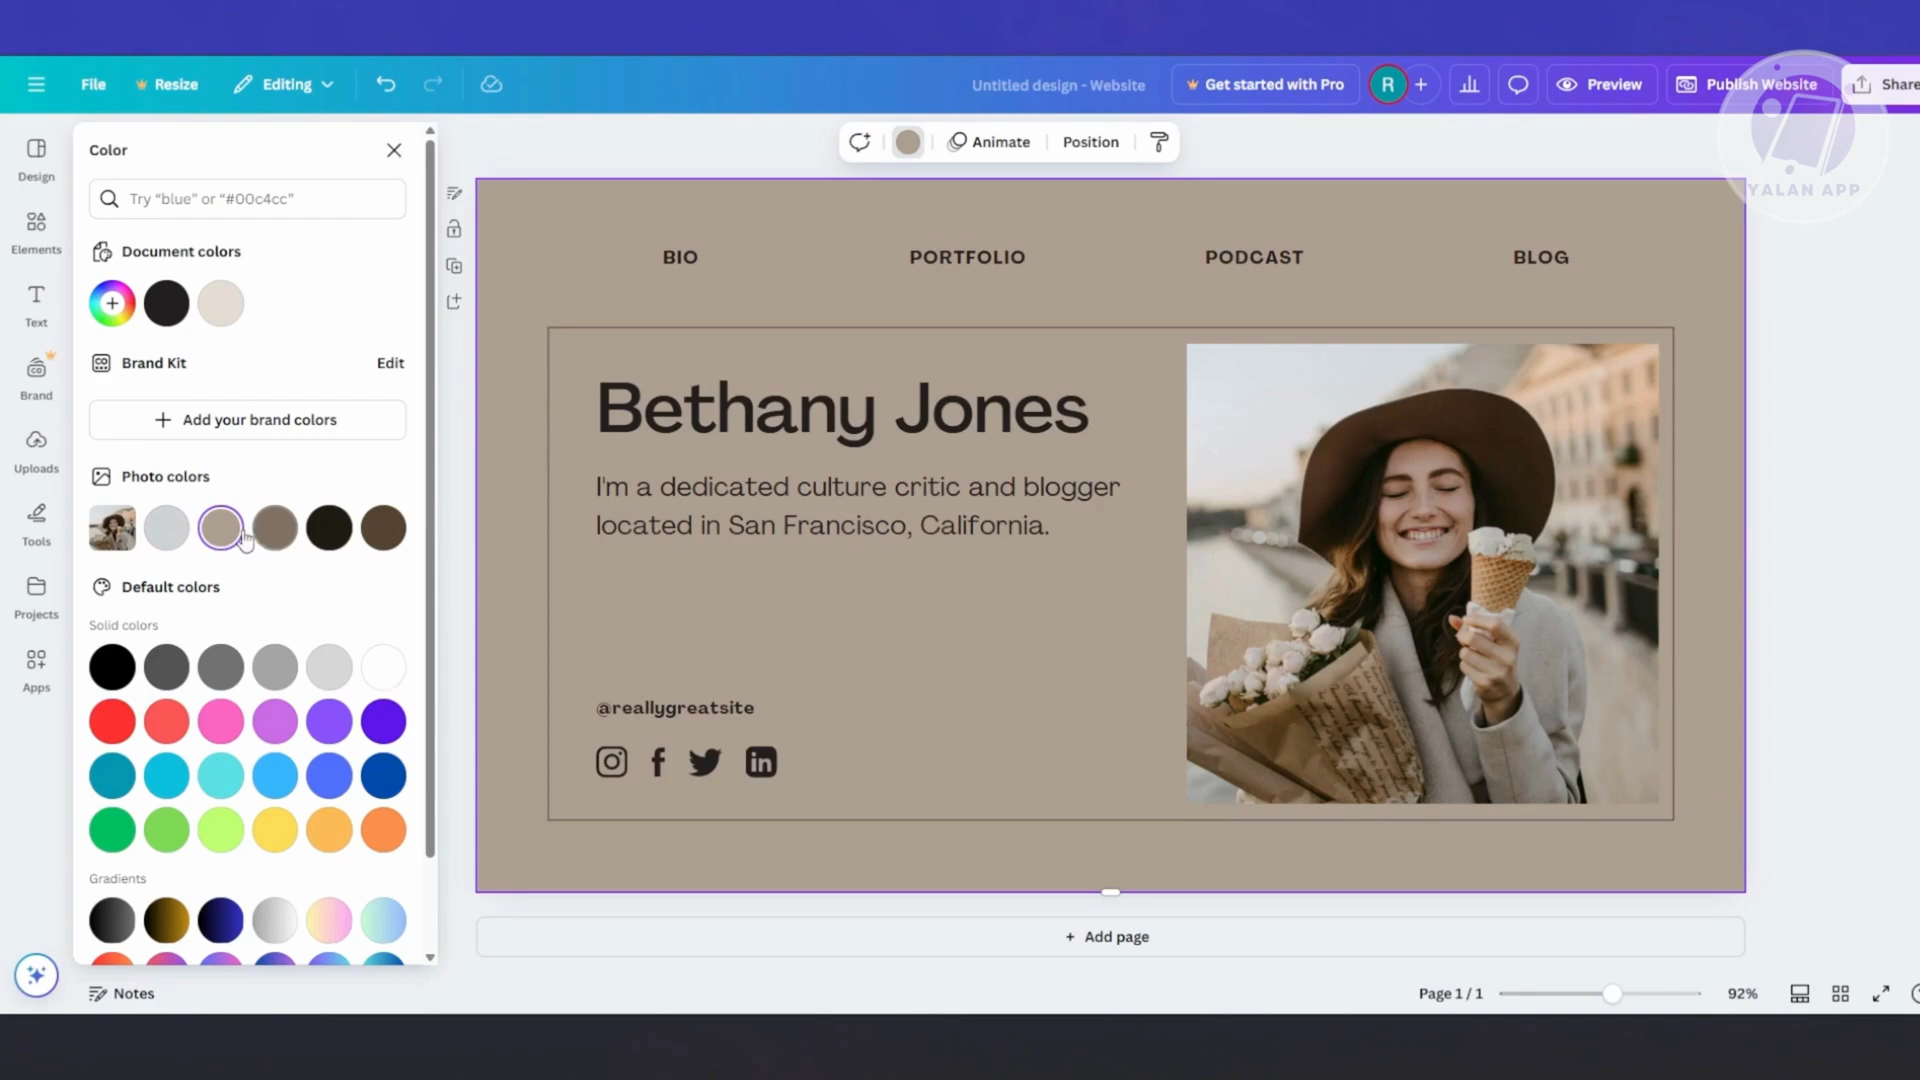 File
Resize
Editing
Untitled design - Website
Get started with Pro
R
Preview
Publish Website
Share
YALAN APP
Design
Elements
Text
Brand
Uploads
Tools
Projects
Apps
Color
Try “blue” or “#00c4cc”
Document colors
Brand Kit
Edit
Add your brand colors
Photo colors
Default colors
Solid colors
Gradients
Notes
Animate
Position
BIO
PORTFOLIO
PODCAST
BLOG
Bethany Jones
I'm a dedicated culture critic and blogger
located in San Francisco, California.
@reallygreatsite
+ Add page
Page 1 / 1
92%